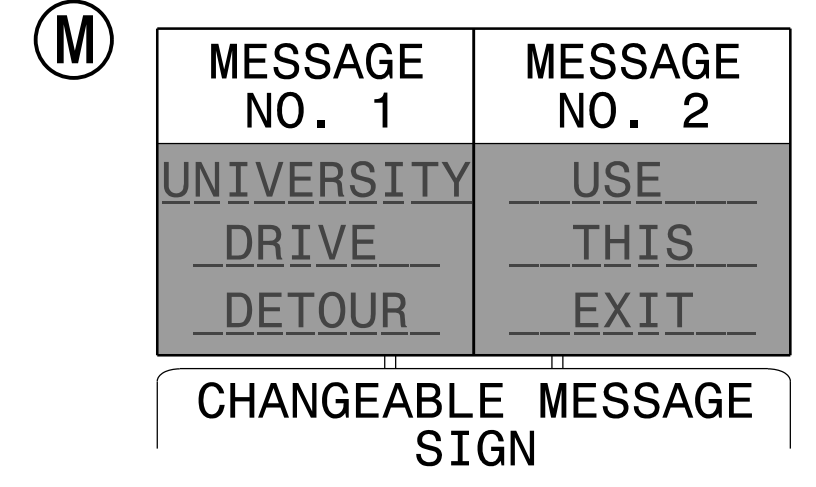 M
MESSAGE
NO. 1
MESSAGE
NO. 2
UNIVERSITY
DRIVE
DETOUR
USE
THIS
EXIT
CHANGEABLE MESSAGE
SIGN